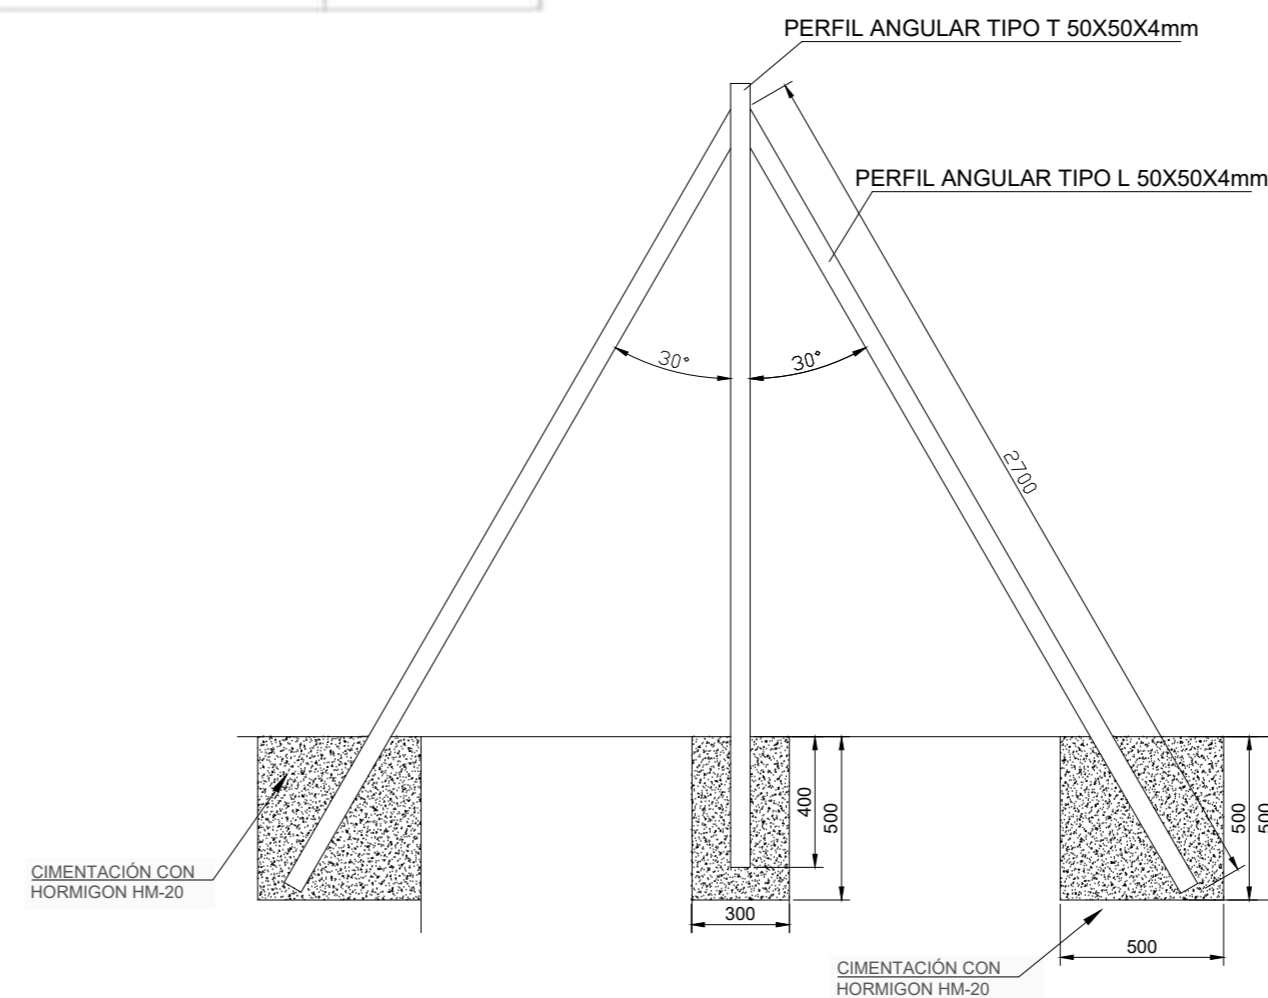 PERFIL ANGULAR TIPO T 50X50X4mm
PERFIL ANGULAR TIPO L 50X50X4mm
30°
30°
2700
400
500
500
500
CIMENTACIÓN CON
HORMIGON HM-20
300
500
CIMENTACIÓN CON
HORMIGON HM-20